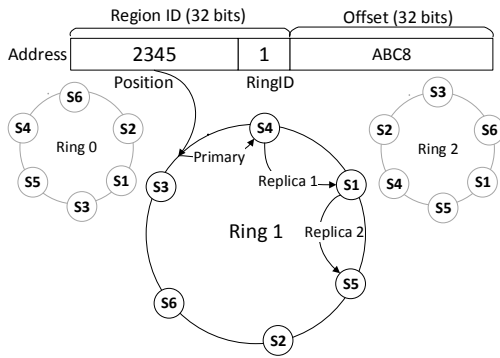 Region ID (32 bits) Offset (32 bits)
Address 2345 1 ABC8
Position RingID
S6
S4 S2
Ring 0
S5 S1
S3
S4
Primary
S3
Replica 1 S1
Ring 1
Replica 2
S5
S6
S2
S3
S2 S6
Ring 2
S4 S1
S5